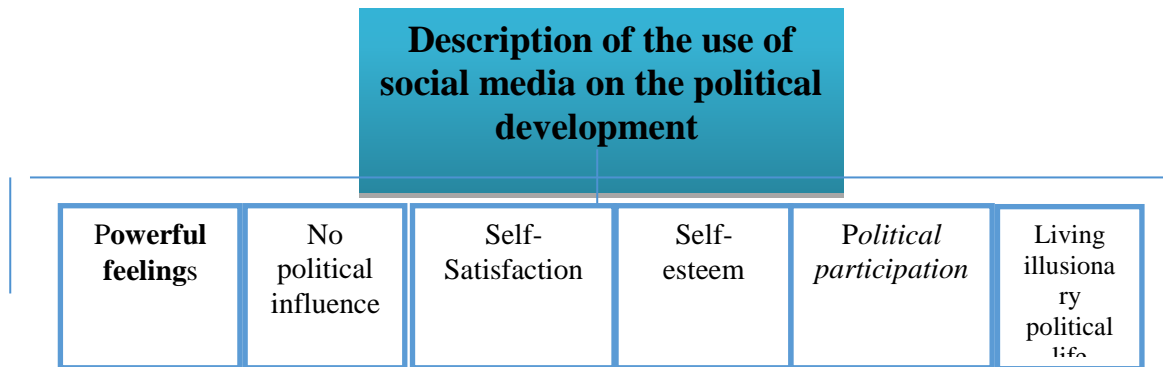 Description of the use of
social media on the political
development
Powerful
feelings
No
political
influence
Self-
Satisfaction
Self-
esteem
Political
participation
Living
illusiona
ry
political
life